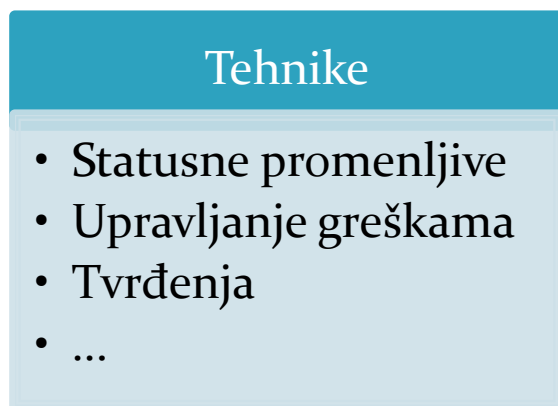 Tehnike
• Statusne promenljive
• Upravljanje greškama
• Tvrđenja
• ...